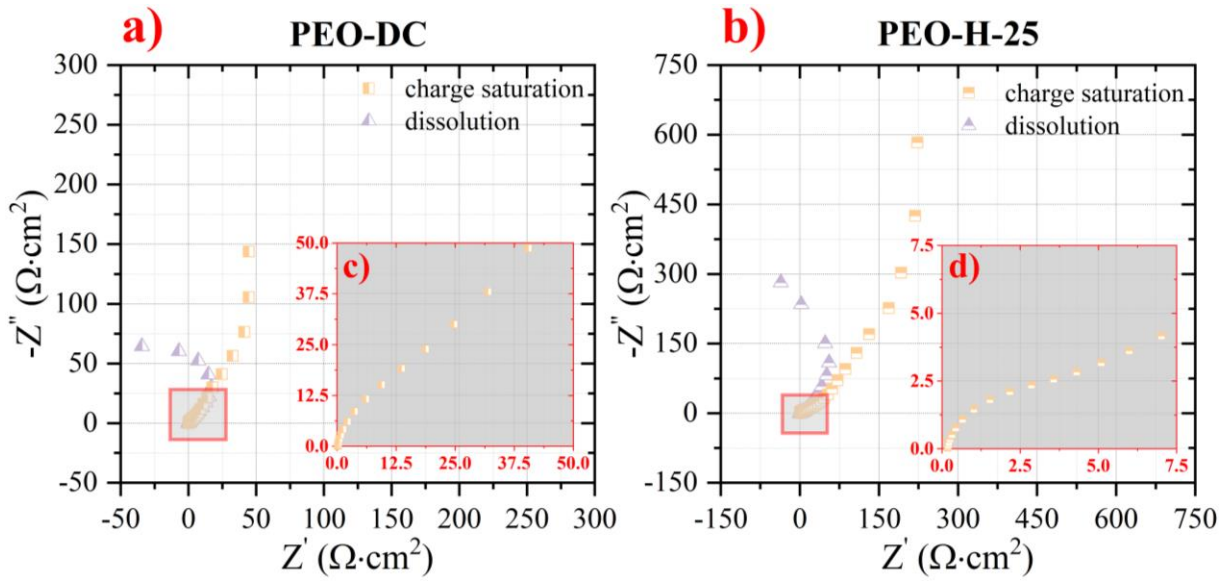 a)
PEO-DC
300
250
200
150
100
50
0
-50
-Z'' (Ω·cm²)
charge saturation
dissolution
c)
50.0
37.5
25.0
12.5
0.0
0.0 12.5 25.0 37.5 50.0
-50 0 50 100 150 200 250 300
Z' (Ω·cm²)
b)
PEO-H-25
750
600
450
300
150
0
-150
-Z'' (Ω·cm²)
charge saturation
dissolution
d)
7.5
5.0
2.5
0.0
0.0 2.5 5.0 7.5
-150 0 150 300 450 600 750
Z' (Ω·cm²)